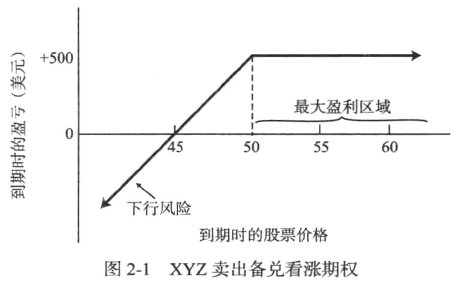 到期时的盈亏（美元）
+500
0
最大盈利区域
45 50 55 60
下行风险
到期时的股票价格
图 2-1 XYZ 卖出备兑看涨期权